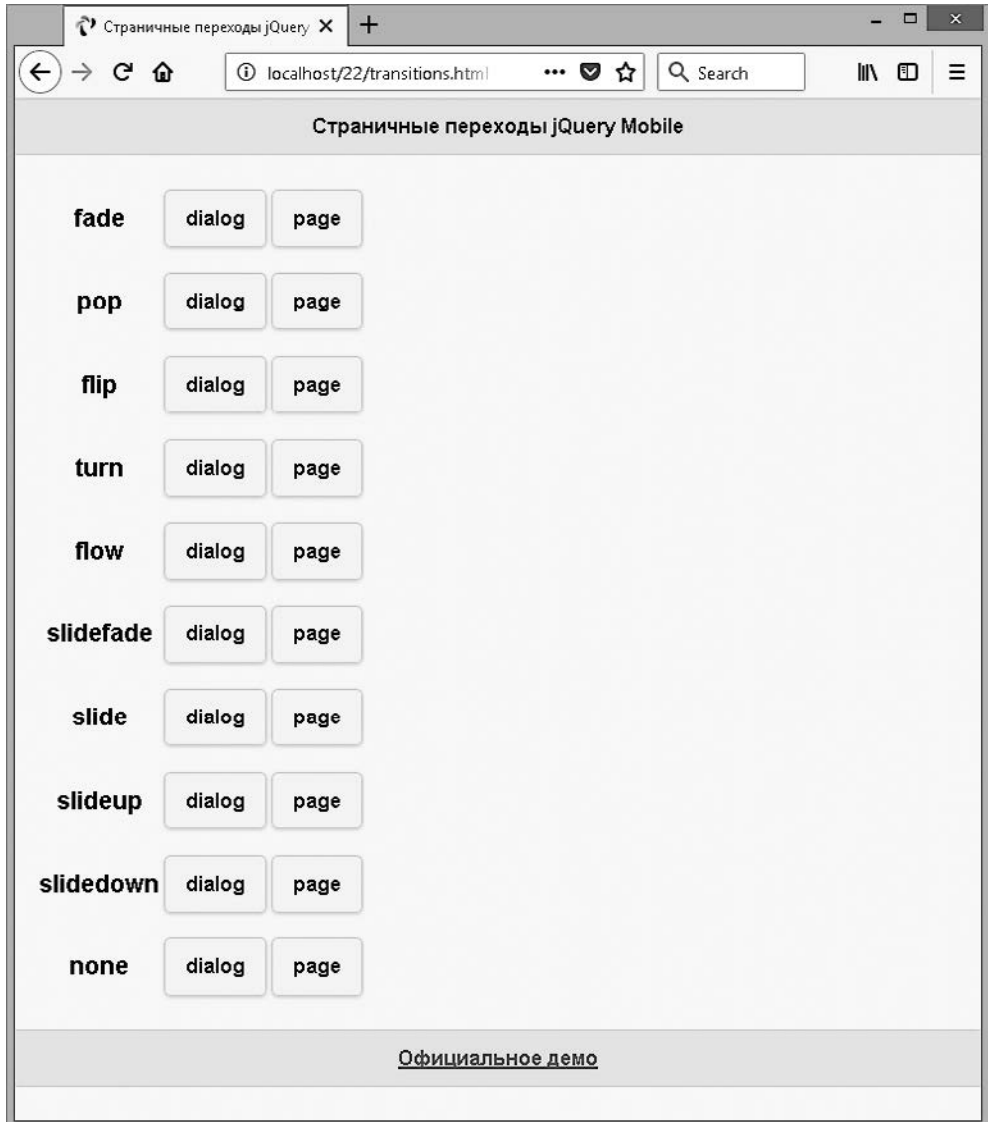 Страничные переходы jQuery
localhost/22/transitions.html
Search
Страничные переходы jQuery Mobile
fade dialog page
pop dialog page
flip dialog page
turn dialog page
flow dialog page
slidefade dialog page
slide dialog page
slideup dialog page
slidedown dialog page
none dialog page
Официальное демо